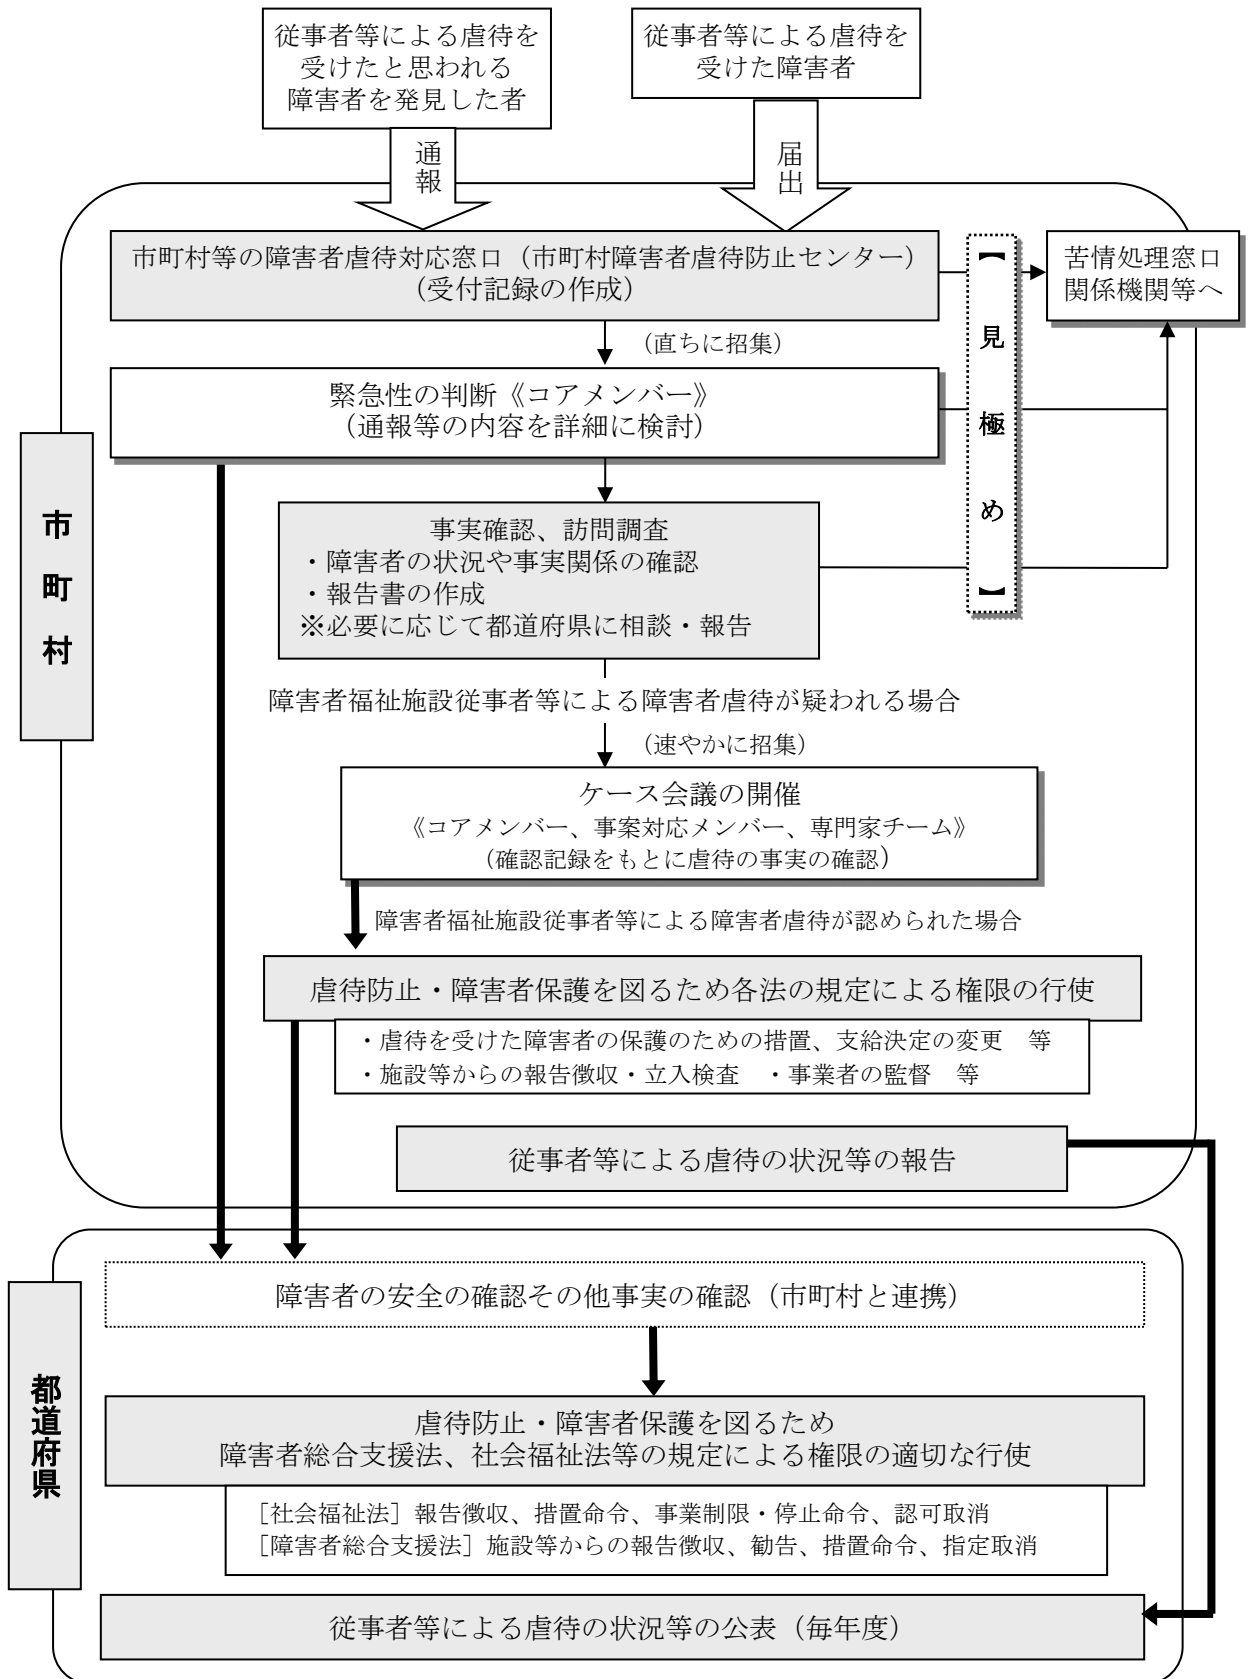 従事者等による虐待を
受けたと思われる
障害者を発見した者
従事者等による虐待を
受けた障害者
通報
届出
市町村等の障害者虐待対応窓口（市町村障害者虐待防止センター）
（受付記録の作成）
【見極め】
苦情処理窓口
関係機関等へ
（直ちに招集）
緊急性の判断《コアメンバー》
（通報等の内容を詳細に検討）
市町村
事実確認、訪問調査
・障害者の状況や事実関係の確認
・報告書の作成
※必要に応じて都道府県に相談・報告
障害者福祉施設従事者等による障害者虐待が疑われる場合
（速やかに招集）
ケース会議の開催
《コアメンバー、事案対応メンバー、専門家チーム》
（確認記録をもとに虐待の事実の確認）
障害者福祉施設従事者等による障害者虐待が認められた場合
虐待防止・障害者保護を図るため各法の規定による権限の行使
・虐待を受けた障害者の保護のための措置、支給決定の変更　等
・施設等からの報告徴収・立入検査　・事業者の監督　等
従事者等による虐待の状況等の報告
都道府県
障害者の安全の確認その他事実の確認（市町村と連携）
虐待防止・障害者保護を図るため
障害者総合支援法、社会福祉法等の規定による権限の適切な行使
［社会福祉法］報告徴収、措置命令、事業制限・停止命令、認可取消
［障害者総合支援法］施設等からの報告徴収、勧告、措置命令、指定取消
従事者等による虐待の状況等の公表（毎年度）